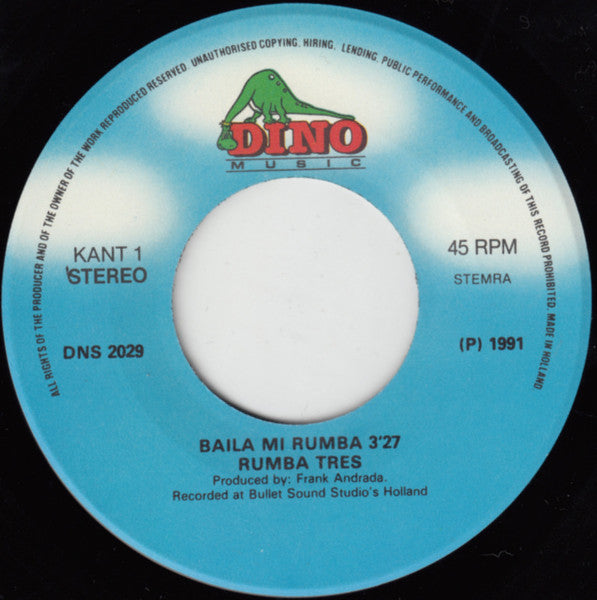 ALL RIGHTS OF THE PRODUCER AND OF THE OWNER OF THE WORK REPRODUCED RESERVED. UNAUTHORISED COPYING, HIRING, LENDING, PUBLIC PERFORMANCE AND BROADCASTING OF THIS RECORD PROHIBITED. MADE IN HOLLAND
DINO
MUSIC
KANT 1
STEREO
45 RPM
STEMRA
DNS 2029
(P) 1991
BAILA MI RUMBA 3'27
RUMBA TRES
Produced by: Frank Andrada.
Recorded at Bullet Sound Studio's Holland